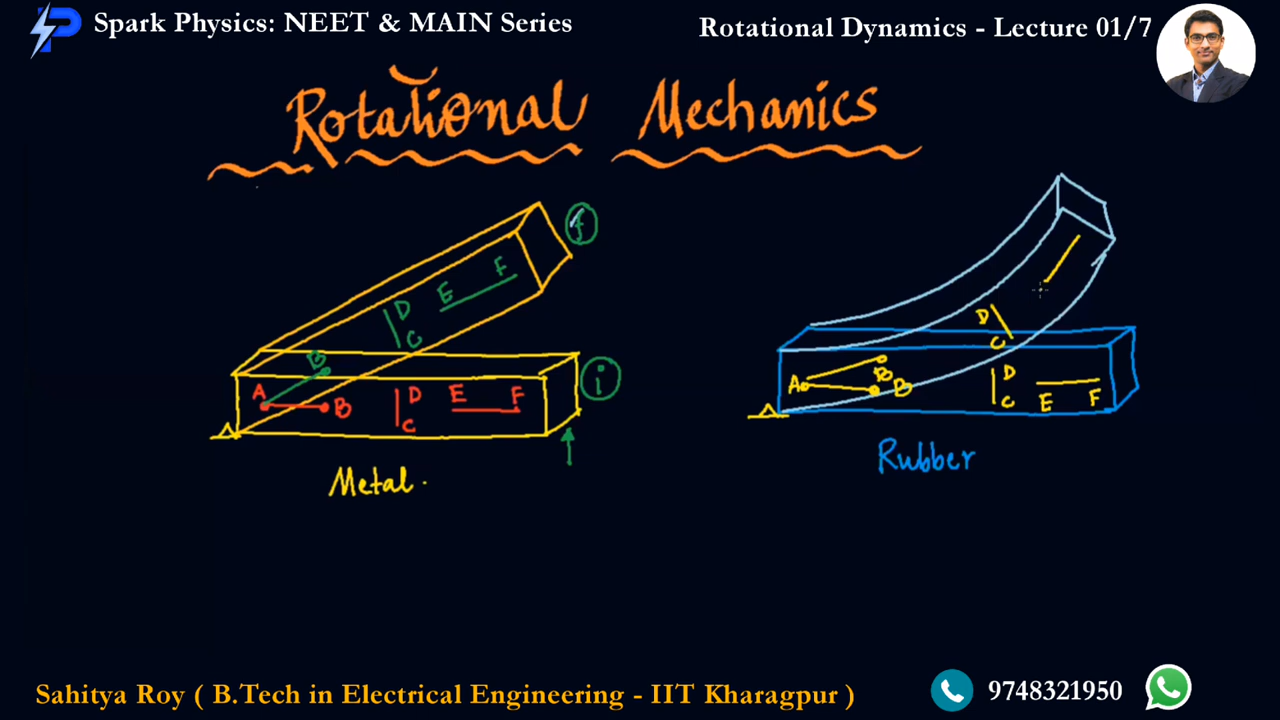 Spark Physics: NEET & MAIN Series
Rotational Dynamics - Lecture 01/7
Rotational Mechanics
f
F
E
D
C
B
i
A
B
D
C
E
F
Metal.
D
C
A
B
B
D
C
E
F
Rubber
Sahitya Roy ( B.Tech in Electrical Engineering - IIT Kharagpur )
9748321950